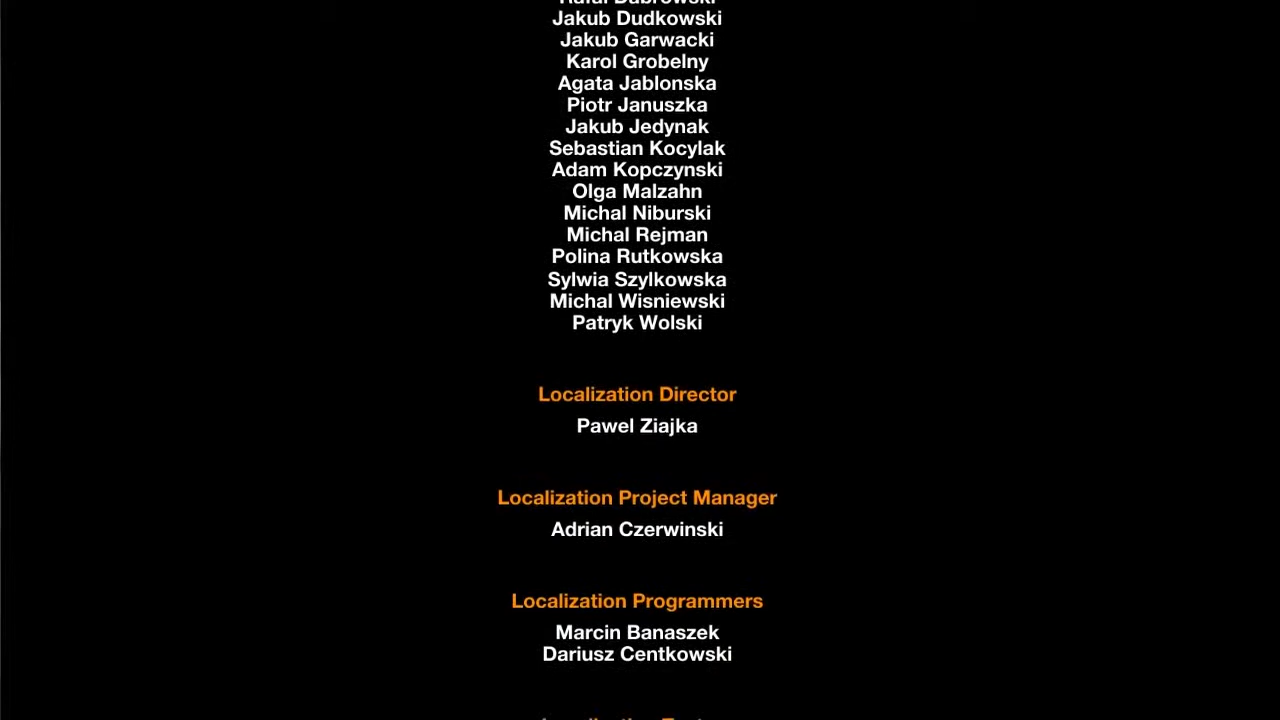 Rafal Dabrowski
Jakub Dudkowski
Jakub Garwacki
Karol Grobelny
Agata Jablonska
Piotr Januszka
Jakub Jedynak
Sebastian Kocylak
Adam Kopczynski
Olga Malzahn
Michal Niburski
Michal Rejman
Polina Rutkowska
Sylwia Szylkowska
Michal Wisniewski
Patryk Wolski
Localization Director
Pawel Ziajka
Localization Project Manager
Adrian Czerwinski
Localization Programmers
Marcin Banaszek
Dariusz Centkowski